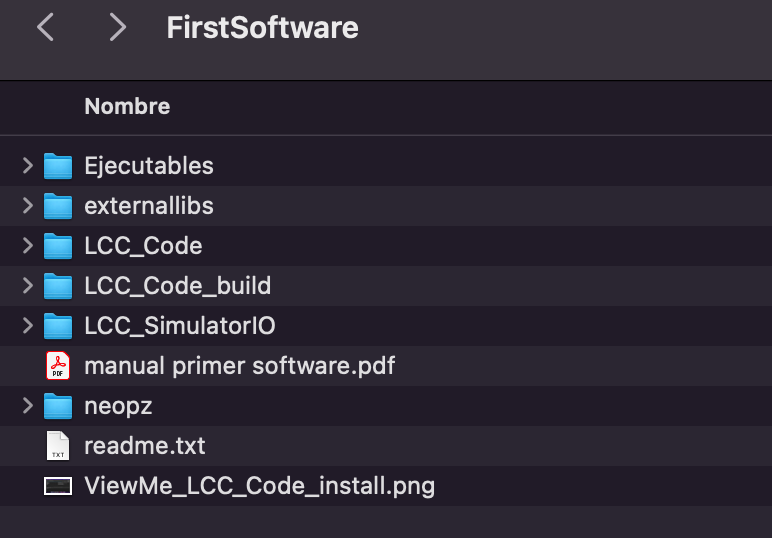 FirstSoftware
Nombre
Ejecutables
externallibs
LCC_Code
LCC_Code_build
LCC_SimulatorIO
PDF
manual primer software.pdf
neopz
TXT
readme.txt
ViewMe_LCC_Code_install.png